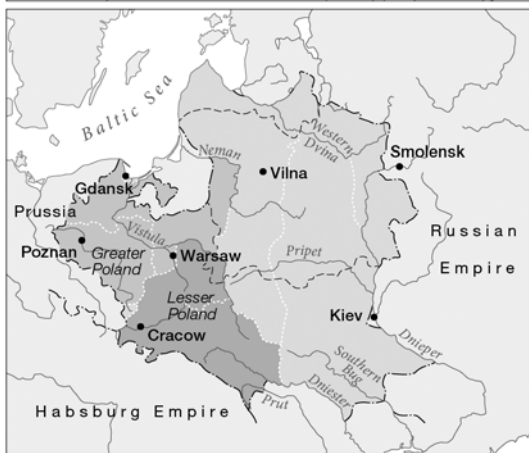 Baltic Sea
Neman
Western
Dvina
Smolensk
Vilna
Gdansk
Prussia
Poznan
Vistula
Warsaw
Greater
Poland
Pripet
Russian
Empire
Lesser
Poland
Kiev
Cracow
Dnieper
Southern
Bug
Dniester
Prut
Habsburg Empire